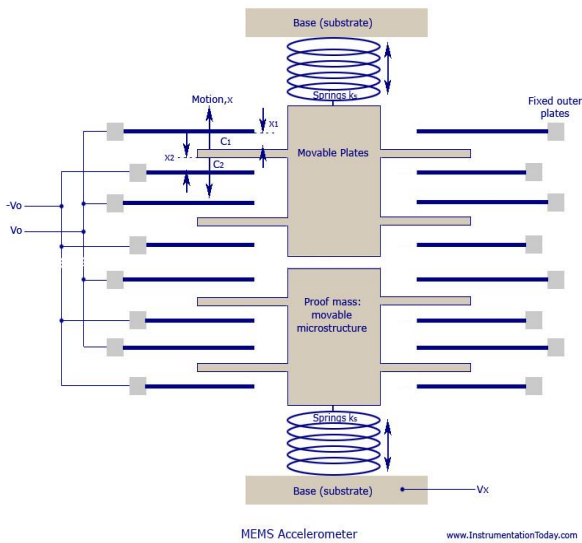 Base (substrate)
Springs ks
Motion,x
Fixed outer
plates
x1
C1
Movable Plates
x2
C2
-Vo
Vo
Proof mass:
movable
microstructure
Springs ks
Base (substrate)
Vx
MEMS Accelerometer
www.InstrumentationToday.com